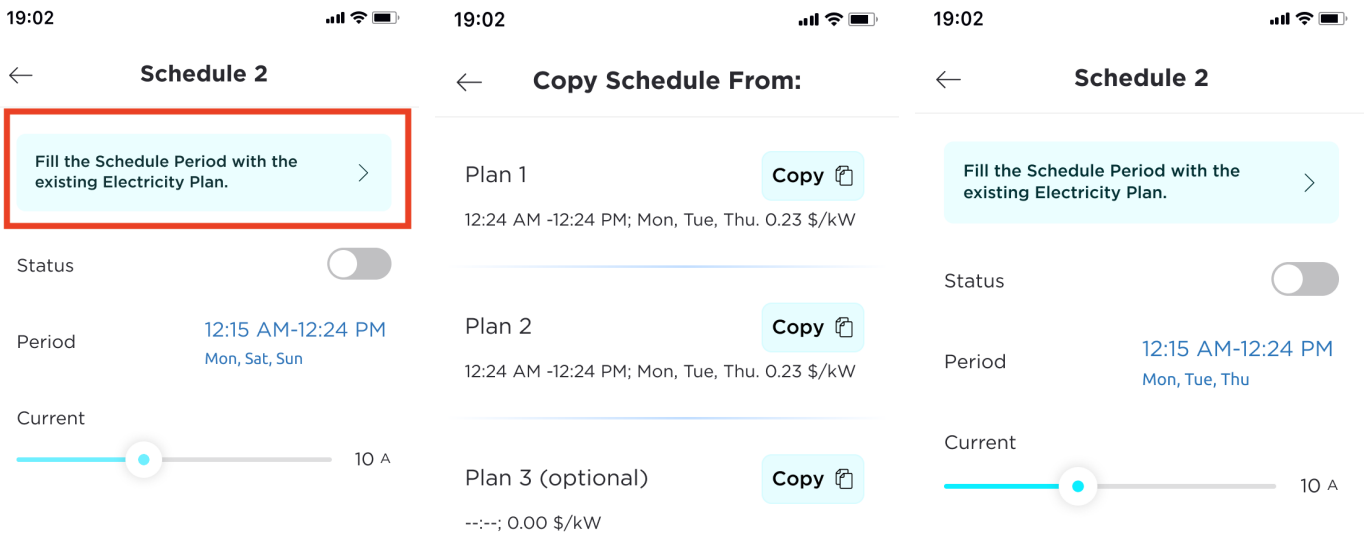 19:02
Schedule 2
Fill the Schedule Period with the
existing Electricity Plan.
Status
Period
12:15 AM-12:24 PM
Mon, Sat, Sun
Current
10 A
19:02
Copy Schedule From:
Plan 1
Copy
12:24 AM -12:24 PM; Mon, Tue, Thu. 0.23 $/kW
Plan 2
Copy
12:24 AM -12:24 PM; Mon, Tue, Thu. 0.23 $/kW
Plan 3 (optional)
Copy
--:--; 0.00 $/kW
19:02
Schedule 2
Fill the Schedule Period with the
existing Electricity Plan.
Status
Period
12:15 AM-12:24 PM
Mon, Tue, Thu
Current
10 A